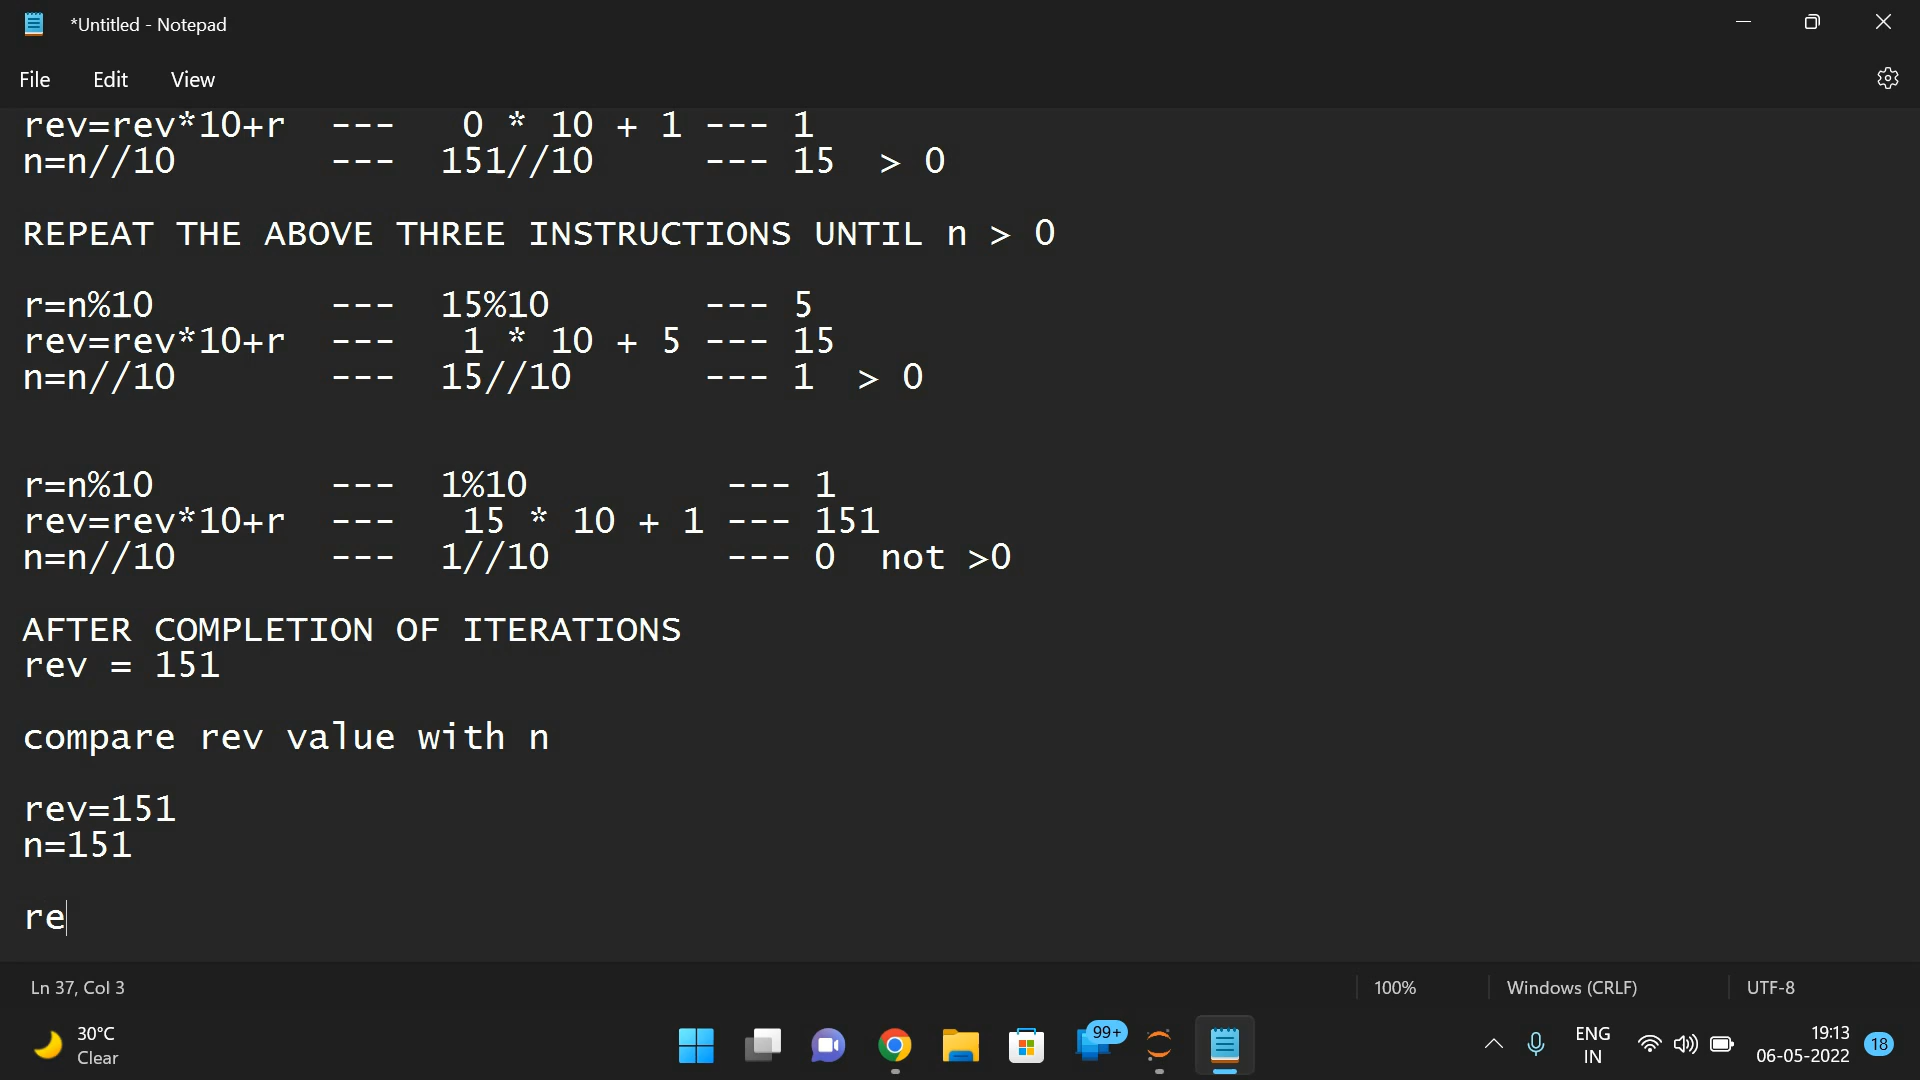 *Untitled - Notepad
File Edit View
rev=rev*10+r --- 0 * 10 + 1 --- 1
n=n//10 --- 151//10 --- 15 > 0
REPEAT THE ABOVE THREE INSTRUCTIONS UNTIL n > 0
r=n%10 --- 15%10 --- 5
rev=rev*10+r --- 1 * 10 + 5 --- 15
n=n//10 --- 15//10 --- 1 > 0
r=n%10 --- 1%10 --- 1
rev=rev*10+r --- 15 * 10 + 1 --- 151
n=n//10 --- 1//10 --- 0 not >0
AFTER COMPLETION OF ITERATIONS
rev = 151
compare rev value with n
rev=151
n=151
re
Ln 37, Col 3 100% Windows (CRLF) UTF-8
30°C
Clear
99+
ENG
IN
19:13
06-05-2022
18